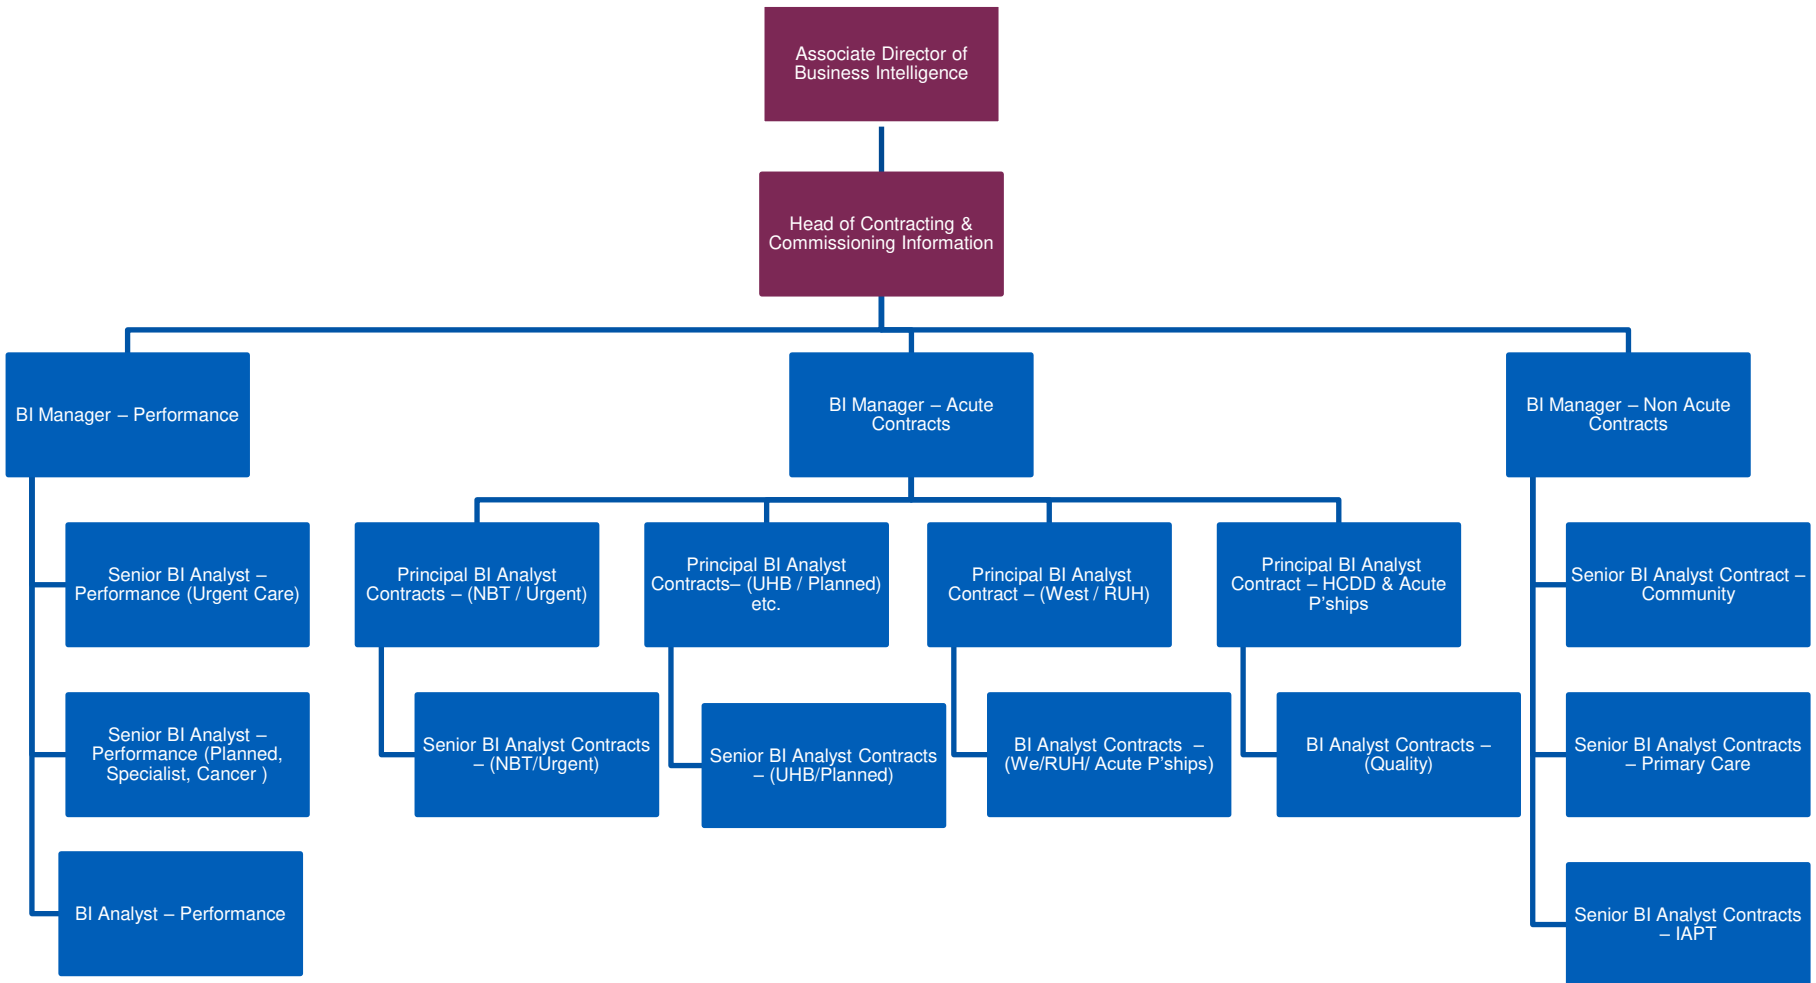 Associate Director of
Business Intelligence
Head of Contracting &
Commissioning Information
BI Manager – Performance
BI Manager – Acute
Contracts
BI Manager – Non Acute
Contracts
Senior BI Analyst –
Performance (Urgent Care)
Principal BI Analyst
Contracts – (NBT / Urgent)
Principal BI Analyst
Contracts– (UHB / Planned)
etc.
Principal BI Analyst
Contract – (West / RUH)
Principal BI Analyst
Contract – HCDD & Acute
P’ships
Senior BI Analyst Contract –
Community
Senior BI Analyst –
Performance (Planned,
Specialist, Cancer )
Senior BI Analyst Contracts
– (NBT/Urgent)
Senior BI Analyst Contracts
– (UHB/Planned)
BI Analyst Contracts –
(We/RUH/ Acute P’ships)
BI Analyst Contracts –
(Quality)
Senior BI Analyst Contracts
– Primary Care
BI Analyst – Performance
Senior BI Analyst Contracts
– IAPT